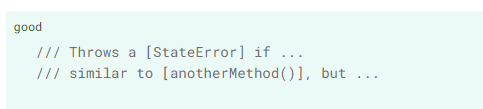 good
/// Throws a [StateError] if ...
/// similar to [anotherMethod()], but ...